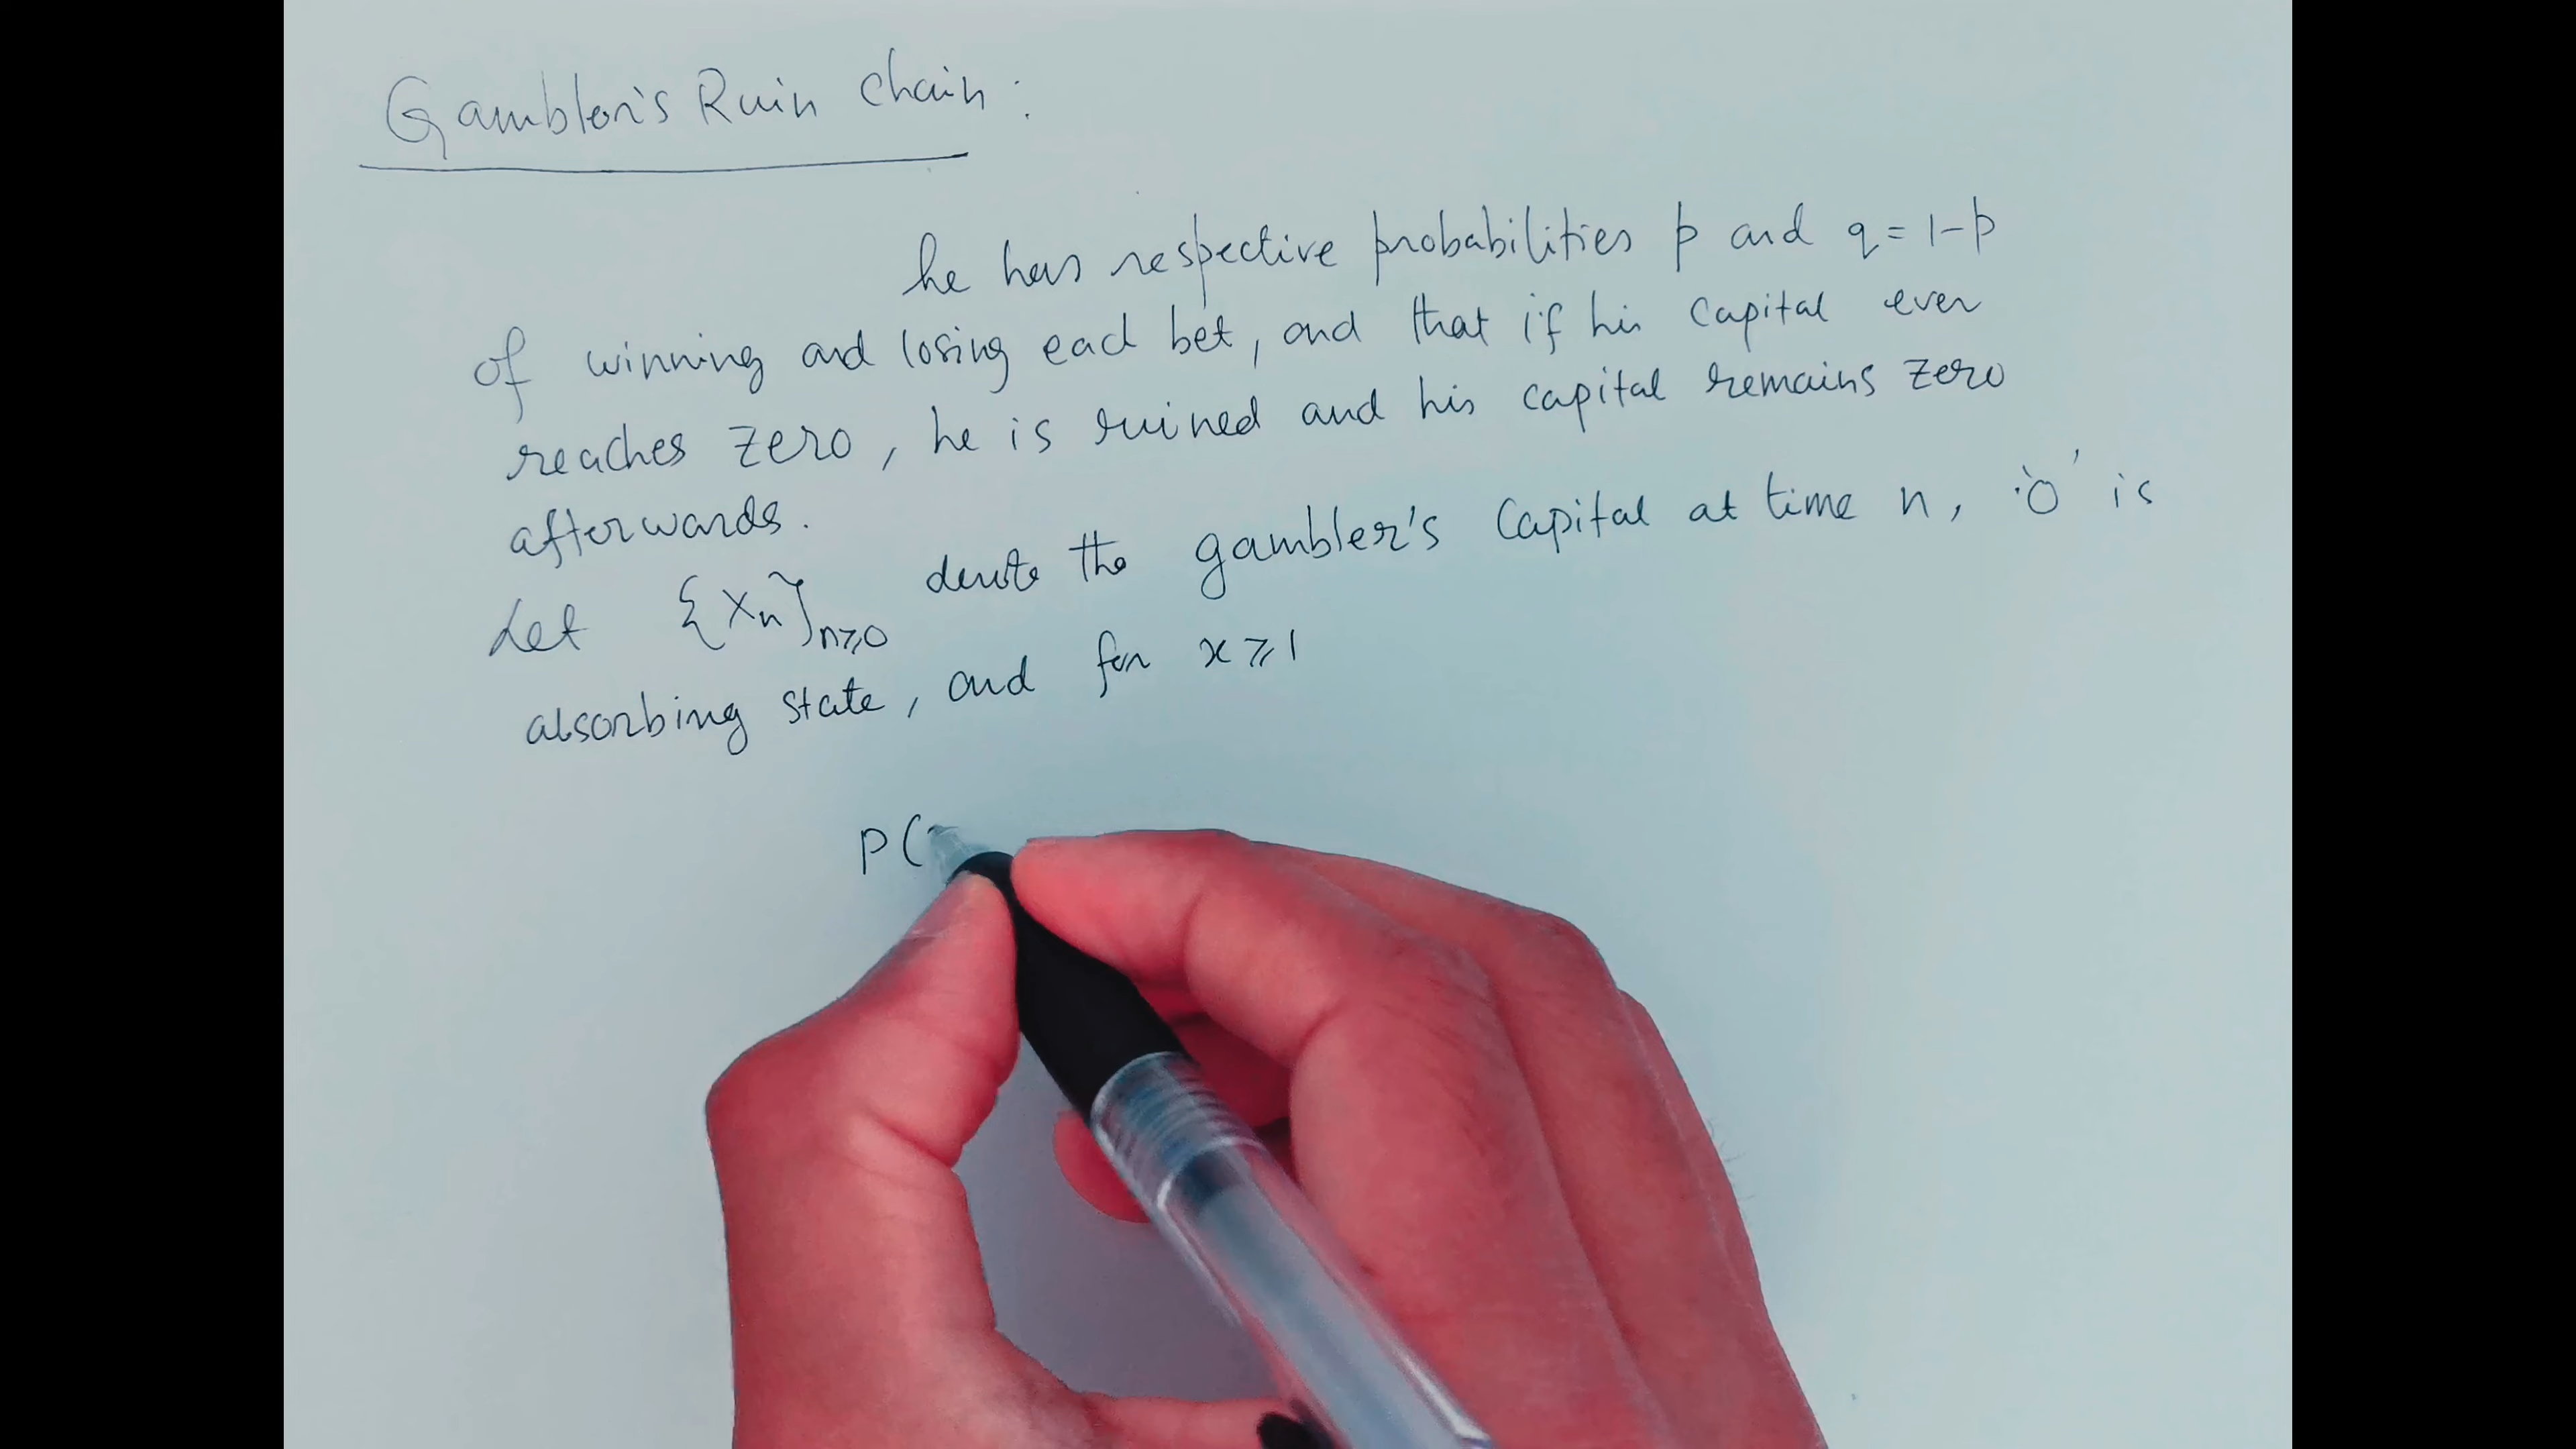 Gambler's Ruin chain:
he has respective probabilities p and q = 1-p
of winning and losing each bet, and that if his capital ever
reaches zero, he is ruined and his capital remains zero
afterwards.
Let {Xn}n≥0 denote the gambler's Capital at time n, '0' is
absorbing state, and for x ≥ 1
P(